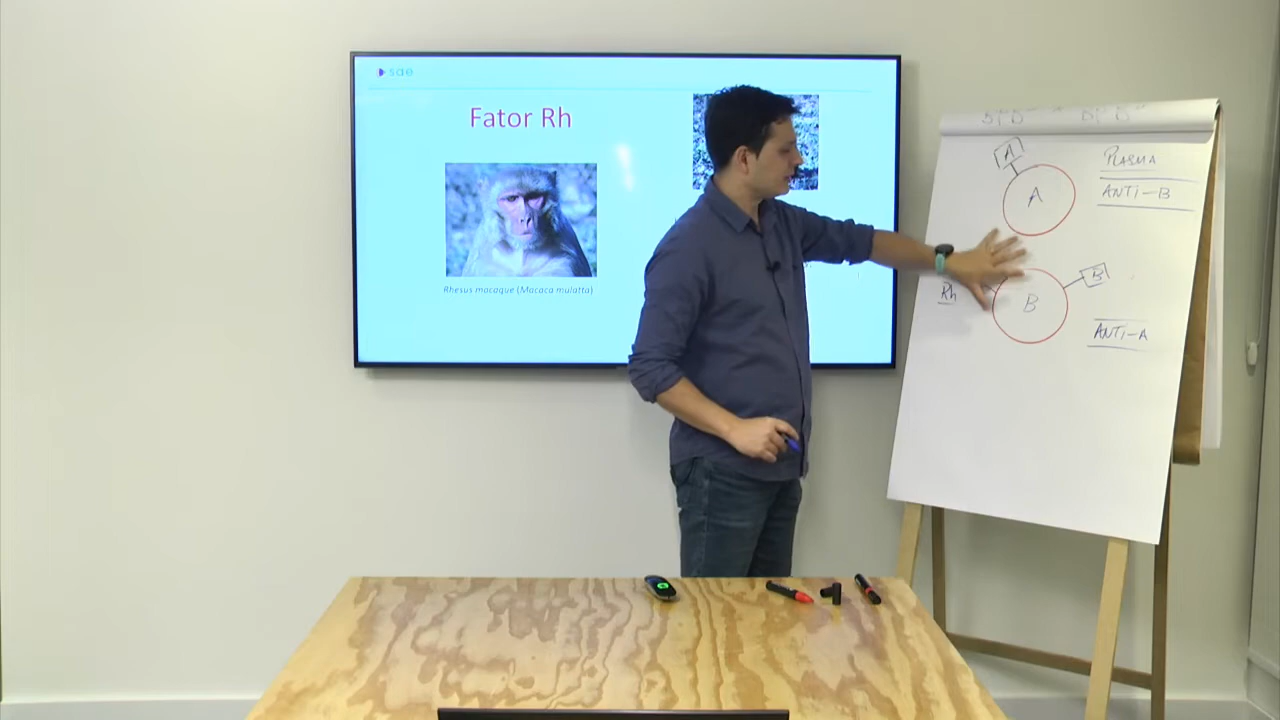 sae
Fator Rh
Rhesus macaque (Macaca mulatta)
A
A
PLASMA
ANTI-B
Rh
B
B
ANTI-A